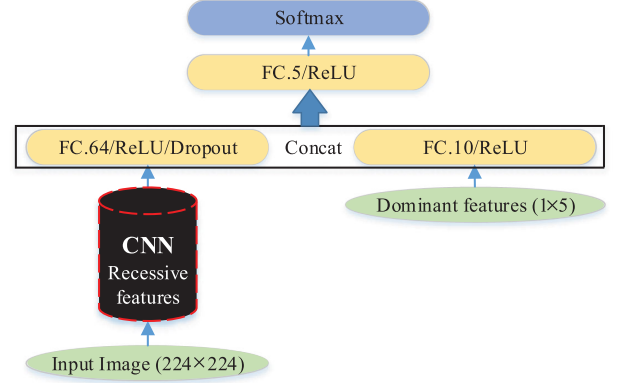 Softmax
FC.5/ReLU
FC.64/ReLU/Dropout Concat FC.10/ReLU
Dominant features (1×5)
CNN
Recessive
features
Input Image (224×224)